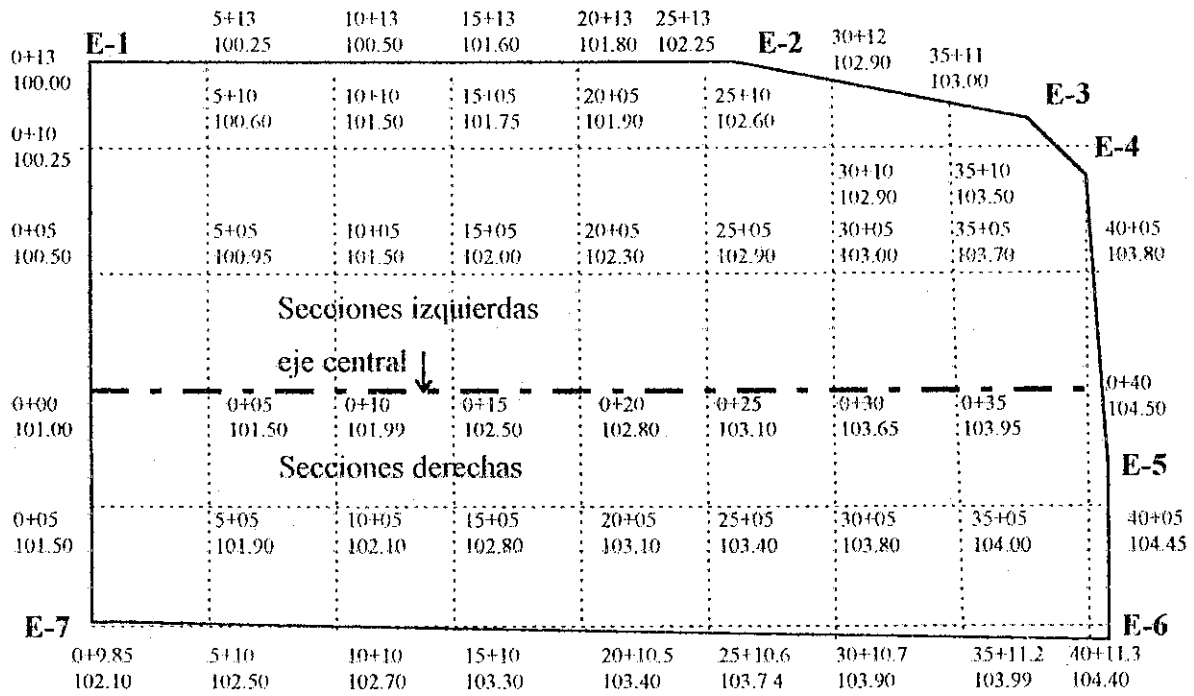 5+13 10+13 15+13 20+13 25+13
E-1 100.25 100.50 101.60 101.80 102.25 E-2 30+12
0+13 102.90 35+11
100.00 103.00
5+10 10+10 15+05 20+05 25+10 E-3
0+10 100.60 101.50 101.75 101.90 102.60
100.25 E-4
30+10 35+10
102.90 103.50
0+05 5+05 10+05 15+05 20+05 25+05 30+05 35+05 40+05
100.50 100.95 101.50 102.00 102.30 102.90 103.00 103.70 103.80
Secciones izquierdas
eje central
0+00 0+05 0+10 0+15 0+20 0+25 0+30 0+35 0+40
101.00 101.50 101.99 102.50 102.80 103.10 103.65 103.95 104.50
Secciones derechas E-5
0+05 5+05 10+05 15+05 20+05 25+05 30+05 35+05 40+05
101.50 101.90 102.10 102.80 103.10 103.40 103.80 104.00 104.45
E-7 E-6
0+9.85 5+10 10+10 15+10 20+10.5 25+10.6 30+10.7 35+11.2 40+11.3
102.10 102.50 102.70 103.30 103.40 103.7 4 103.90 103.99 104.40